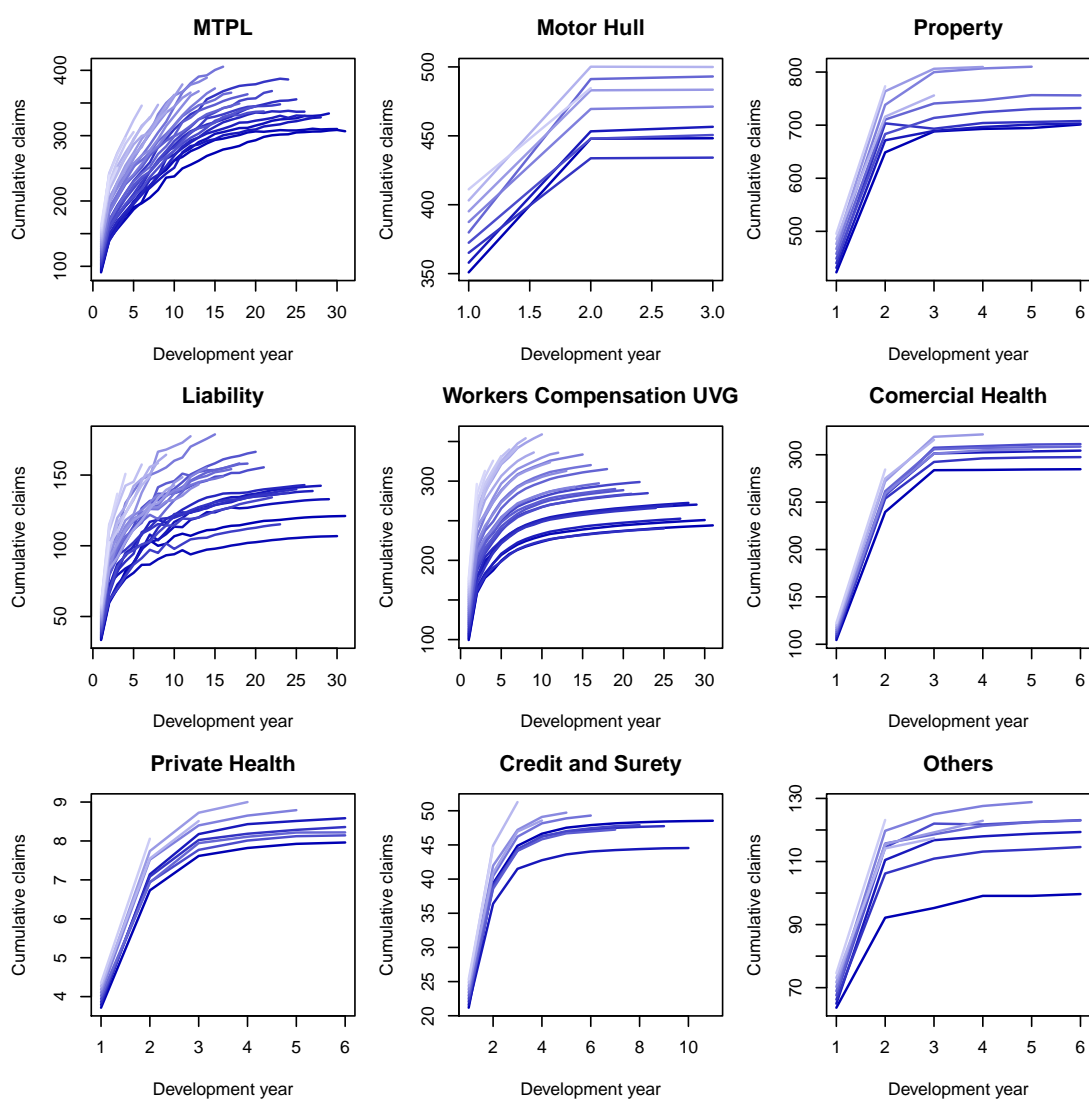 MTPL
Cumulative claims
100
200
300
400
0 5 10 15 20 25 30
Development year
Motor Hull
Cumulative claims
350
400
450
500
1.0 1.5 2.0 2.5 3.0
Development year
Property
Cumulative claims
500
600
700
800
1 2 3 4 5 6
Development year
Liability
Cumulative claims
50
100
150
0 5 10 15 20 25 30
Development year
Workers Compensation UVG
Cumulative claims
100
200
300
0 5 10 15 20 25 30
Development year
Comercial Health
Cumulative claims
100
150
200
250
300
1 2 3 4 5 6
Development year
Private Health
Cumulative claims
4
5
6
7
8
9
1 2 3 4 5 6
Development year
Credit and Surety
Cumulative claims
20
25
30
35
40
45
50
2 4 6 8 10
Development year
Others
Cumulative claims
70
90
110
130
1 2 3 4 5 6
Development year